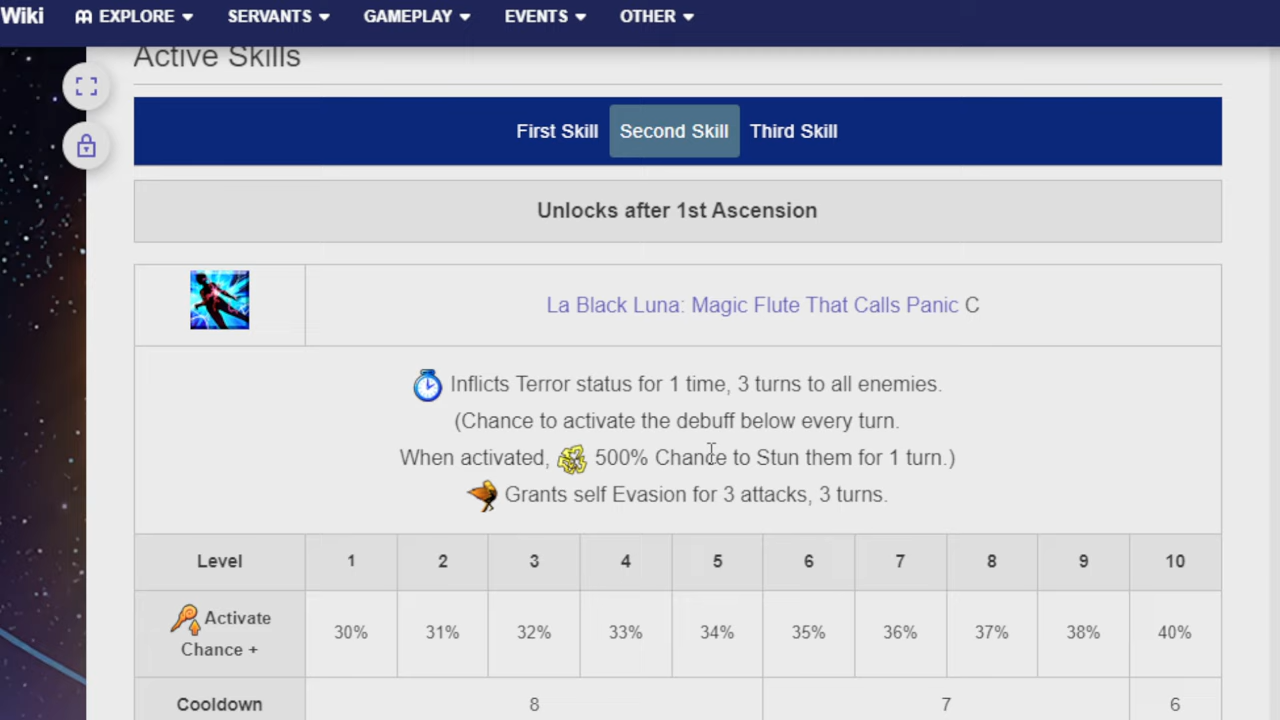 Wiki EXPLORE SERVANTS GAMEPLAY EVENTS OTHER
Active Skills
First Skill Second Skill Third Skill
Unlocks after 1st Ascension
La Black Luna: Magic Flute That Calls Panic C
Inflicts Terror status for 1 time, 3 turns to all enemies.
(Chance to activate the debuff below every turn.
When activated, 500% Chance to Stun them for 1 turn.)
Grants self Evasion for 3 attacks, 3 turns.
Level 1 2 3 4 5 6 7 8 9 10
Activate
Chance + 30% 31% 32% 33% 34% 35% 36% 37% 38% 40%
Cooldown 8 7 6